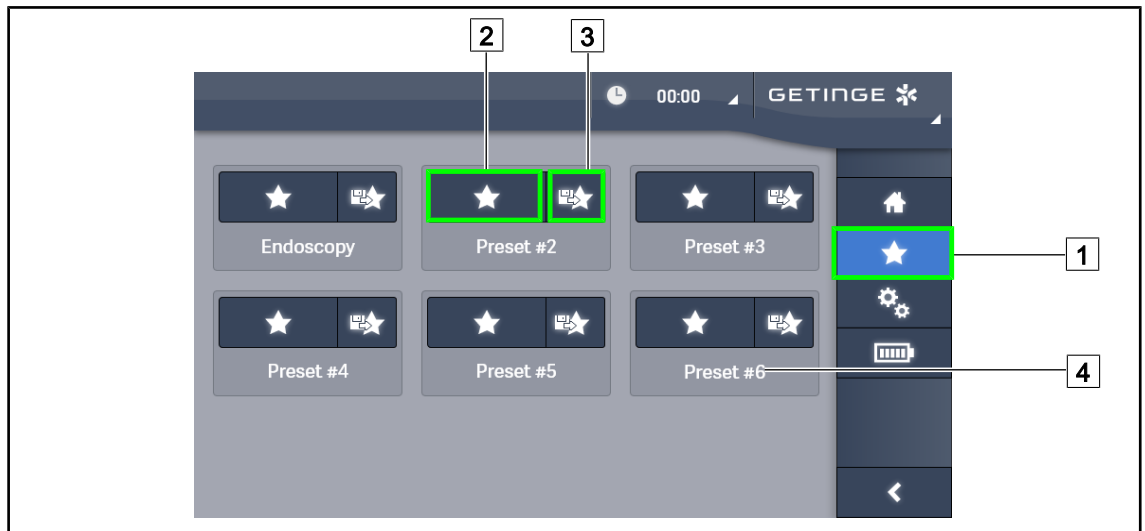 2 3
00:00 GETINGE
Endoscopy Preset #2 Preset #3
1
Preset #4 Preset #5 Preset #6
4